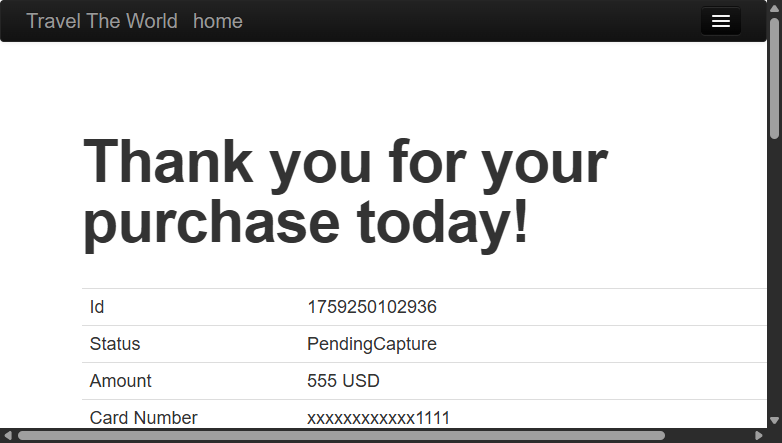 Travel The World home
Thank you for your
purchase today!
Id 1759250102936
Status PendingCapture
Amount 555 USD
Card Number xxxxxxxxxxxx1111